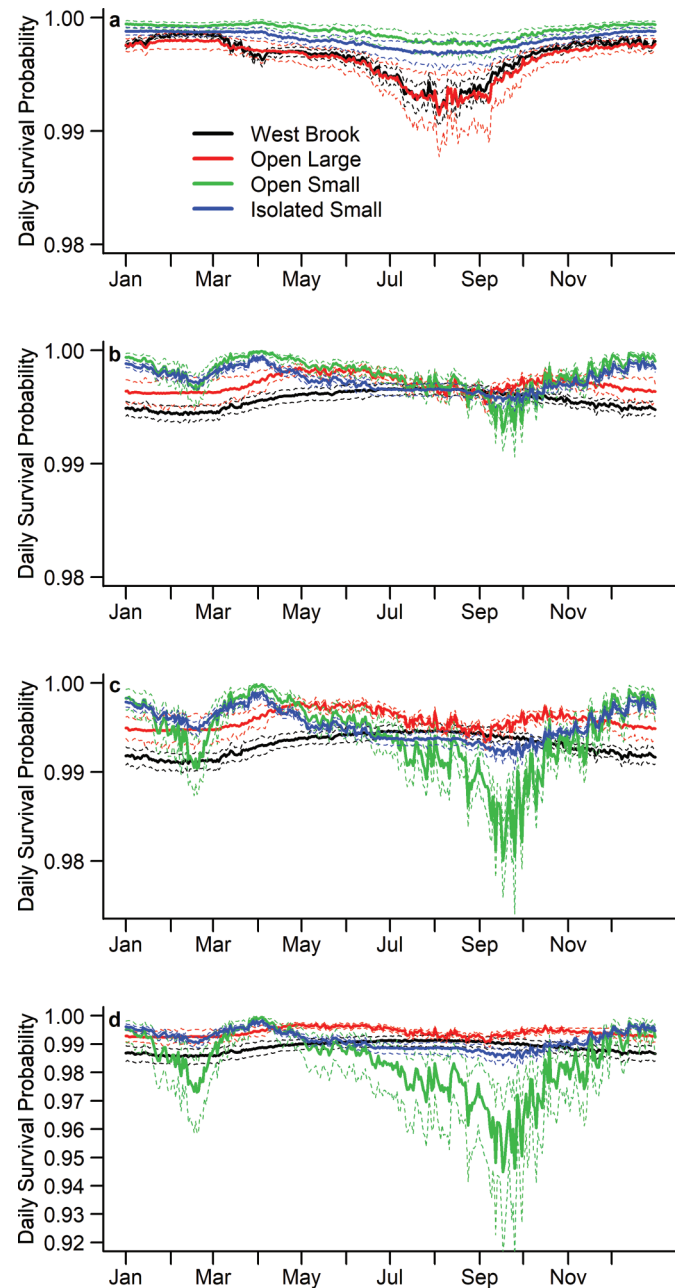 a
Daily Survival Probability
1.00
0.99
0.98
West Brook
Open Large
Open Small
Isolated Small
Jan Mar May Jul Sep Nov
b
Daily Survival Probability
1.00
0.99
0.98
Jan Mar May Jul Sep Nov
c
Daily Survival Probability
1.00
0.99
0.98
Jan Mar May Jul Sep Nov
d
Daily Survival Probability
1.00
0.99
0.98
0.97
0.96
0.95
0.94
0.93
0.92
Jan Mar May Jul Sep Nov